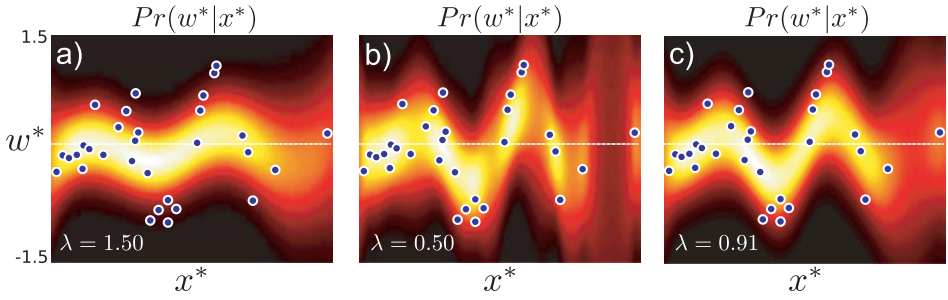 Pr(w*|x*) Pr(w*|x*) Pr(w*|x*)
1.5
a) b) c)
w*
λ = 1.50 λ = 0.50 λ = 0.91
-1.5
x* x* x*